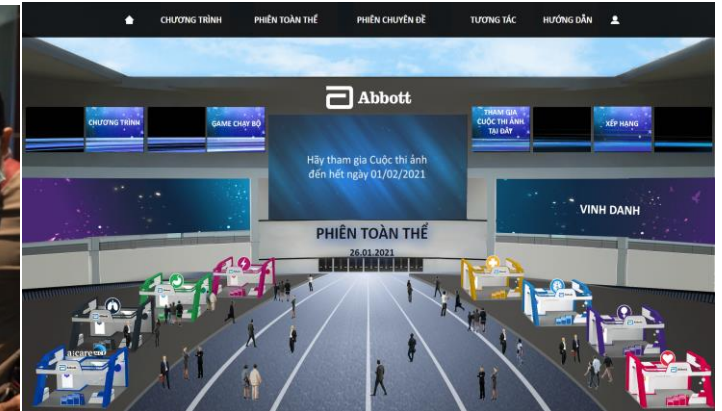 CHƯƠNG TRÌNH
PHIÊN TOÀN THỂ
PHIÊN CHUYÊN ĐỀ
TƯƠNG TÁC
HƯỚNG DẪN
Abbott
CHƯƠNG TRÌNH
GAME CHẠY BỘ
THAM GIA
CUỘC THI ẢNH
TẠI ĐÂY
XẾP HẠNG
Hãy tham gia Cuộc thi ảnh
đến hết ngày 01/02/2021
VINH DANH
PHIÊN TOÀN THỂ
26.01.2021
a:care